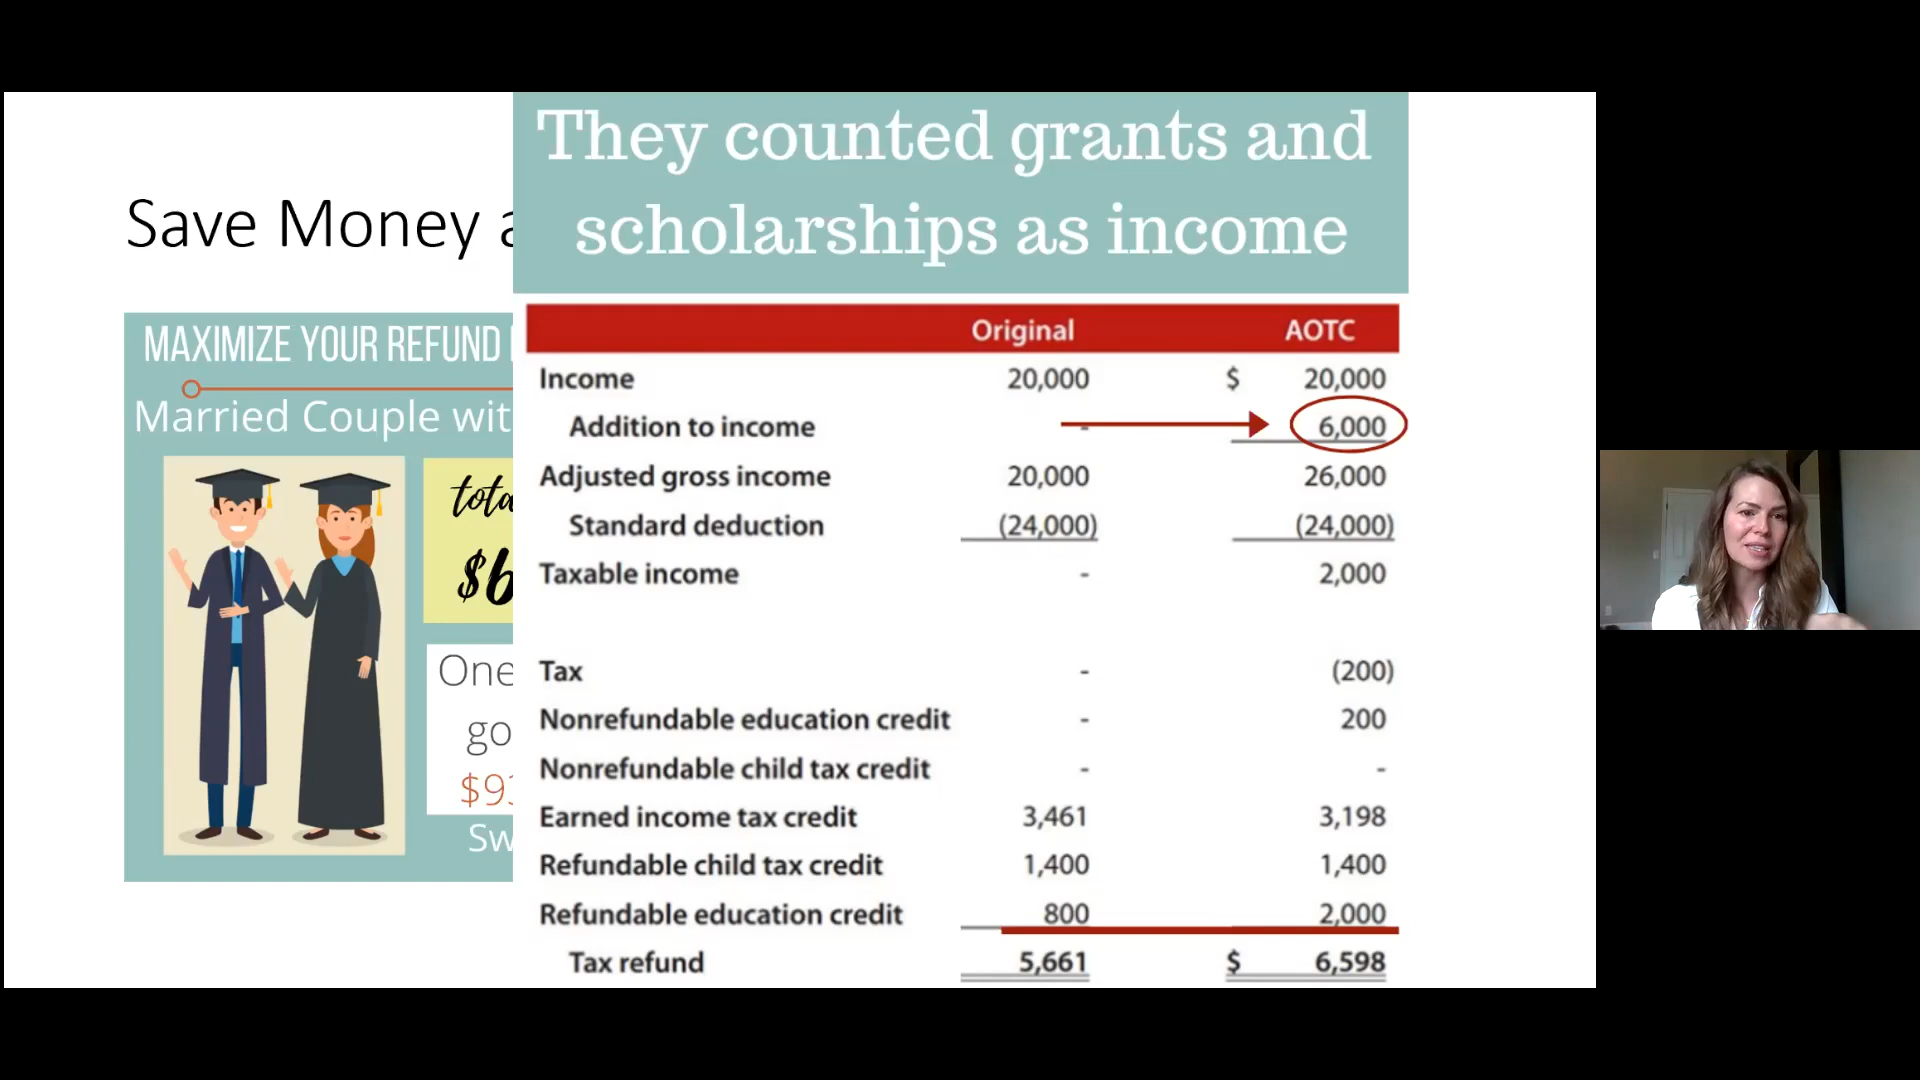 Save Money
MAXIMIZE YOUR REFUND
Married Couple wit
tota
$6
One
go
$93
Sw
They counted grants and
scholarships as income
Original AOTC
Income 20,000 $ 20,000
Addition to income - 6,000
Adjusted gross income 20,000 26,000
Standard deduction (24,000) (24,000)
Taxable income - 2,000
Tax - (200)
Nonrefundable education credit - 200
Nonrefundable child tax credit - -
Earned income tax credit 3,461 3,198
Refundable child tax credit 1,400 1,400
Refundable education credit 800 2,000
Tax refund 5,661 $ 6,598